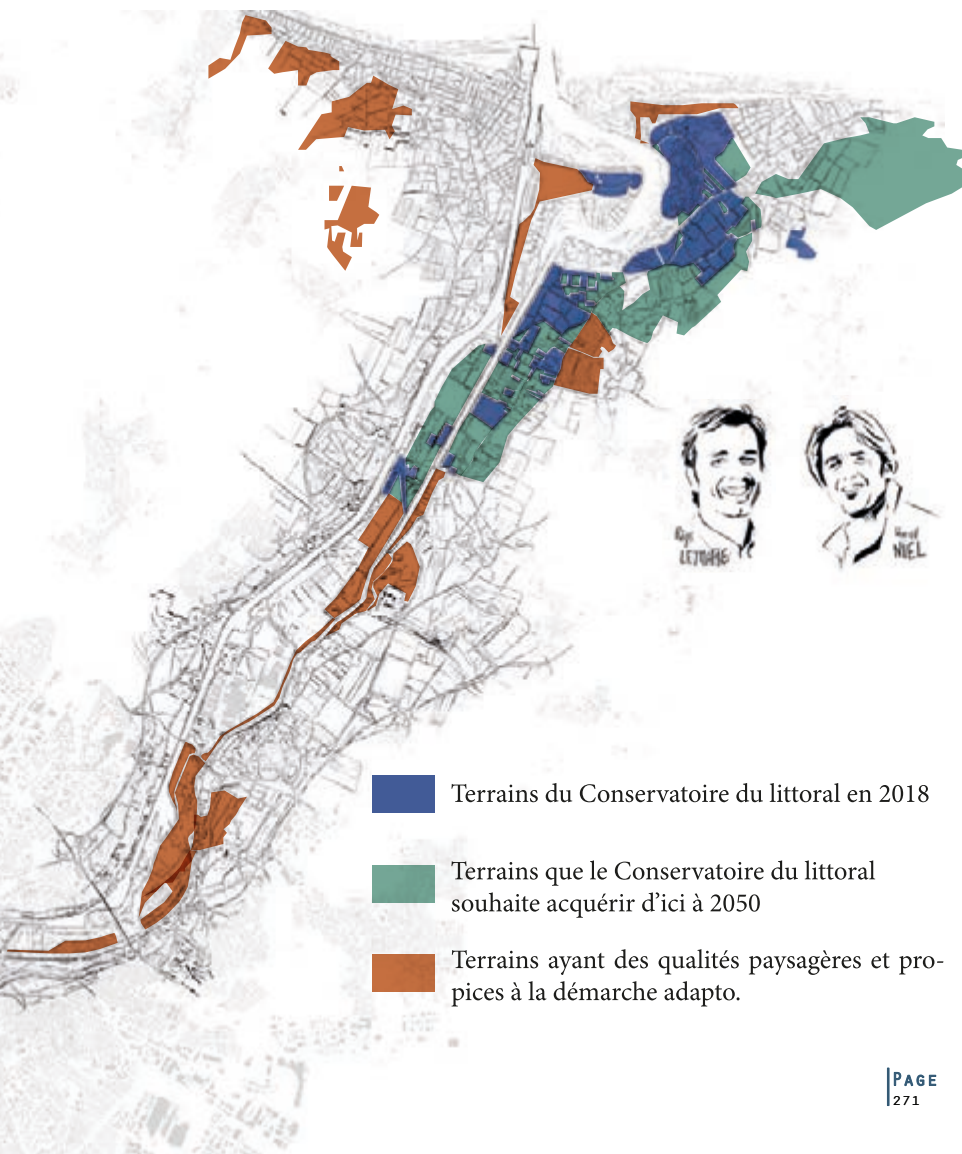 LETORRE
NIEL
Terrains du Conservatoire du littoral en 2018
Terrains que le Conservatoire du littoral
souhaite acquérir d’ici à 2050
Terrains ayant des qualités paysagères et pro-
pices à la démarche adapto.
PAGE
271